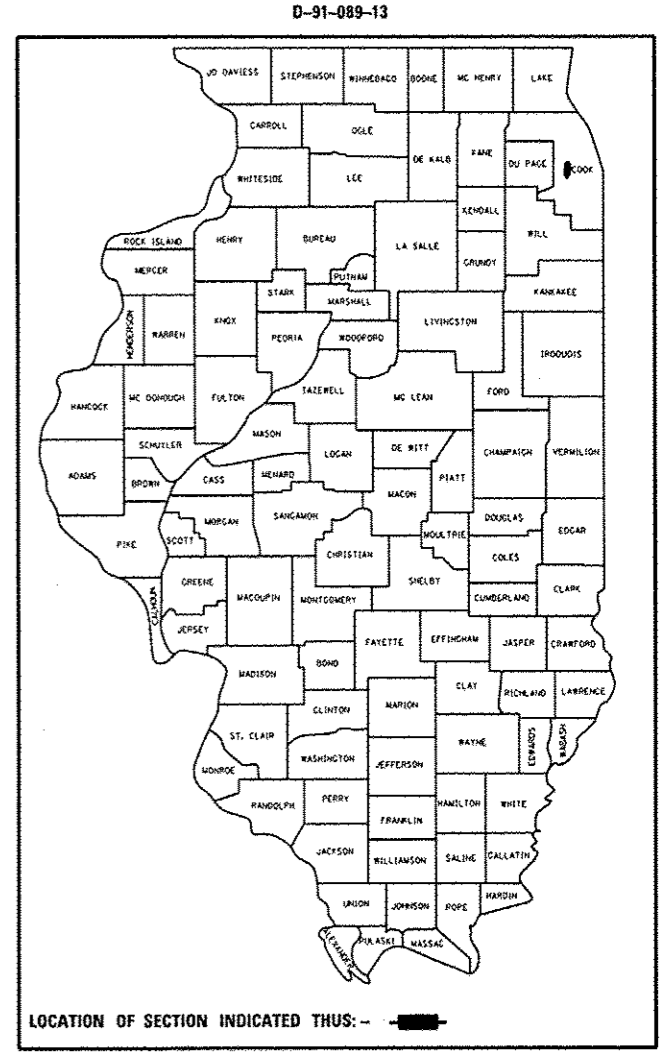 D-91-089-13
JO DAVIESS STEPHENSON WINNEBAGO BOONE MC HENRY LAKE
CARROLL OGLE
DE KALB KANE DU PAGE COOK
WHITESIDE LEE
KENDALL
ROCK ISLAND HENRY BUREAU LA SALLE WILL
MERCER PUTNAM GRUNDY
STARK MARSHALL KANKAKEE
HENDERSON WARREN KNOX PEORIA WOODFORD LIVINGSTON
IROQUOIS
HANCOCK MC DONOUGH FULTON TAZEWELL MC LEAN FORD
MASON
SCHUYLER LOGAN DE WITT CHAMPAIGN VERMILION
ADAMS BROWN CASS MENARD PIATT
MACON
PIKE SCOTT MORGAN SANGAMON MOULTRIE DOUGLAS EDGAR
CHRISTIAN COLES
CALHOUN GREENE MACOUPIN MONTGOMERY SHELBY CUMBERLAND CLARK
JERSEY
FAYETTE EFFINGHAM JASPER CRAWFORD
MADISON BOND
CLAY RICHLAND LAWRENCE
CLINTON MARION
ST. CLAIR WAYNE EDWARDS WABASH
MONROE WASHINGTON JEFFERSON
RANDOLPH PERRY HAMILTON WHITE
FRANKLIN
JACKSON WILLIAMSON SALINE GALLATIN
UNION JOHNSON POPE HARDIN
ALEXANDER PULASKI MASSAC
LOCATION OF SECTION INDICATED THUS: -